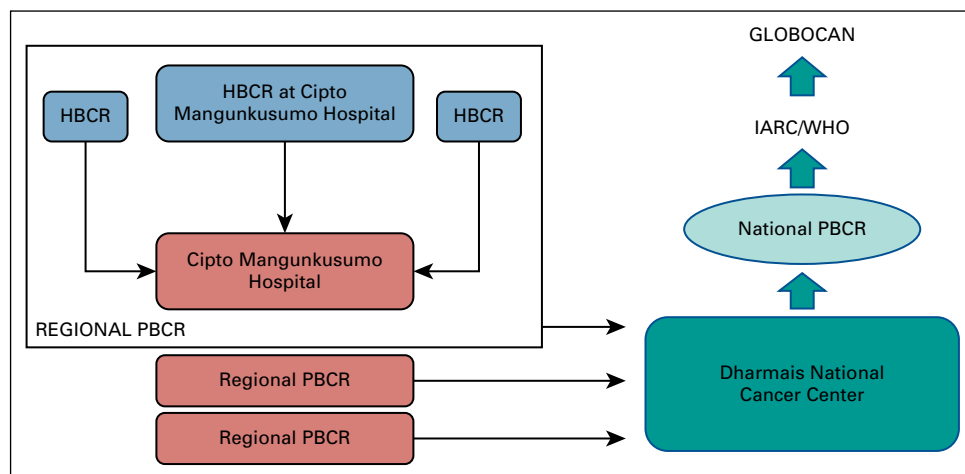 HBCR
HBCR at Cipto
Mangunkusumo Hospital
HBCR
Cipto Mangunkusumo
Hospital
REGIONAL PBCR
Regional PBCR
Regional PBCR
GLOBOCAN
IARC/WHO
National PBCR
Dharmais National
Cancer Center